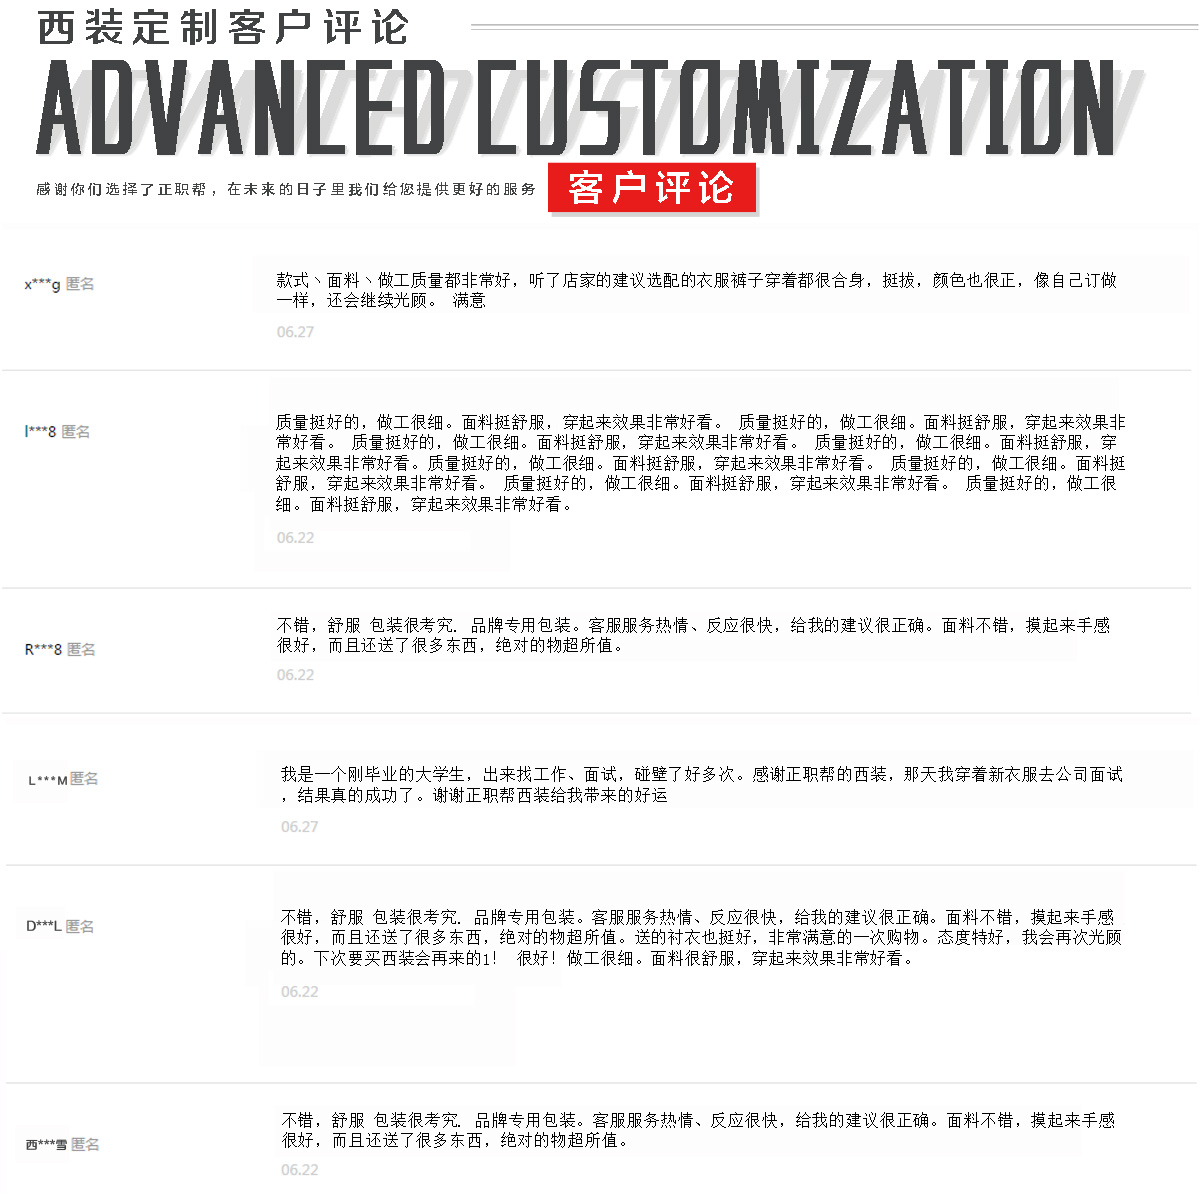 西装定制客户评论
ADVANCED CUSTOMIZATION
感谢你们选择了正职帮，在未来的日子里我们给您提供更好的服务
客户评论
x***g 匿名
款式丶面料丶做工质量都非常好，听了店家的建议选配的衣服裤子穿着都很合身，挺拔，颜色也很正，像自己订做
一样，还会继续光顾。 满意
06.27
l***8 匿名
质量挺好的，做工很细。面料挺舒服，穿起来效果非常好看。 质量挺好的，做工很细。面料挺舒服，穿起来效果非
常好看。 质量挺好的，做工很细。面料挺舒服，穿起来效果非常好看。 质量挺好的，做工很细。面料挺舒服，穿
起来效果非常好看。质量挺好的，做工很细。面料挺舒服，穿起来效果非常好看。 质量挺好的，做工很细。面料挺
舒服，穿起来效果非常好看。 质量挺好的，做工很细。面料挺舒服，穿起来效果非常好看。 质量挺好的，做工很
细。面料挺舒服，穿起来效果非常好看。
06.22
R***8 匿名
不错，舒服 包装很考究．品牌专用包装。客服服务热情、反应很快，给我的建议很正确。面料不错，摸起来手感
很好，而且还送了很多东西，绝对的物超所值。
06.22
L***M 匿名
我是一个刚毕业的大学生，出来找工作、面试，碰壁了好多次。感谢正职帮的西装，那天我穿着新衣服去公司面试
，结果真的成功了。谢谢正职帮西装给我带来的好运
06.27
D***L 匿名
不错，舒服 包装很考究．品牌专用包装。客服服务热情、反应很快，给我的建议很正确。面料不错，摸起来手感
很好，而且还送了很多东西，绝对的物超所值。送的衬衣也挺好，非常满意的一次购物。态度特好，我会再次光顾
的。下次要买西装会再来的1！ 很好！做工很细。面料很舒服，穿起来效果非常好看。
06.22
西***雪 匿名
不错，舒服 包装很考究．品牌专用包装。客服服务热情、反应很快，给我的建议很正确。面料不错，摸起来手感
很好，而且还送了很多东西，绝对的物超所值。
06.22